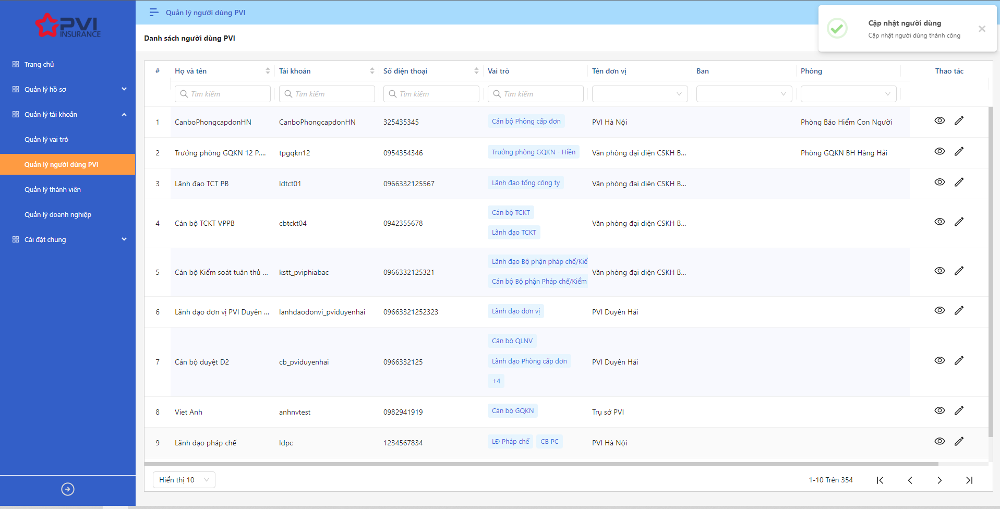 PVI
INSURANCE
Trang chủ
Quản lý hồ sơ
Quản lý tài khoản
Quản lý vai trò
Quản lý người dùng PVI
Quản lý thành viên
Quản lý doanh nghiệp
Cài đặt chung
Quản lý người dùng PVI
Danh sách người dùng PVI
Cập nhật người dùng
Cập nhật người dùng thành công
# Họ và tên Tài khoản Số điện thoại Vai trò Tên đơn vị Ban Phòng Thao tác
Tìm kiếm Tìm kiếm Tìm kiếm Tìm kiếm
1 CanboPhongcapdonHN CanboPhongcapdonHN 325435345 Cán bộ Phòng cấp đơn PVI Hà Nội Phòng Bảo Hiểm Con Người
2 Trưởng phòng GQKN 12 P.... tpgqkn12 0954354346 Trưởng phòng GQKN - Hiền Văn phòng đại diện CSKH B... Phòng GQKN BH Hàng Hải
3 Lãnh đạo TCT PB ldtct01 0966332125567 Lãnh đạo tổng công ty Văn phòng đại diện CSKH B...
4 Cán bộ TCKT VPPB cbtckt04 0942355678 Cán bộ TCKT Văn phòng đại diện CSKH B...
Lãnh đạo TCKT
5 Cán bộ Kiểm soát tuân thủ ... kstt_pviphiabac 0966332125321 Lãnh đạo Bộ phận pháp chế/Kiể Văn phòng đại diện CSKH B...
Cán bộ Bộ phận Pháp chế/Kiểm
6 Lãnh đạo đơn vị PVI Duyên ... lanhdaodonvi_pviduyenhai 09663321252323 Lãnh đạo đơn vị PVI Duyên Hải
7 Cán bộ duyệt D2 cb_pviduyenhai 0966332125 Cán bộ QLNV PVI Duyên Hải
Lãnh đạo Phòng cấp đơn
+4
8 Viet Anh anhnvtest 0982941919 Cán bộ GQKN Trụ sở PVI
9 Lãnh đạo pháp chế ldpc 1234567834 LĐ Pháp chế CB PC PVI Hà Nội
Hiển thị 10
1-10 Trên 354